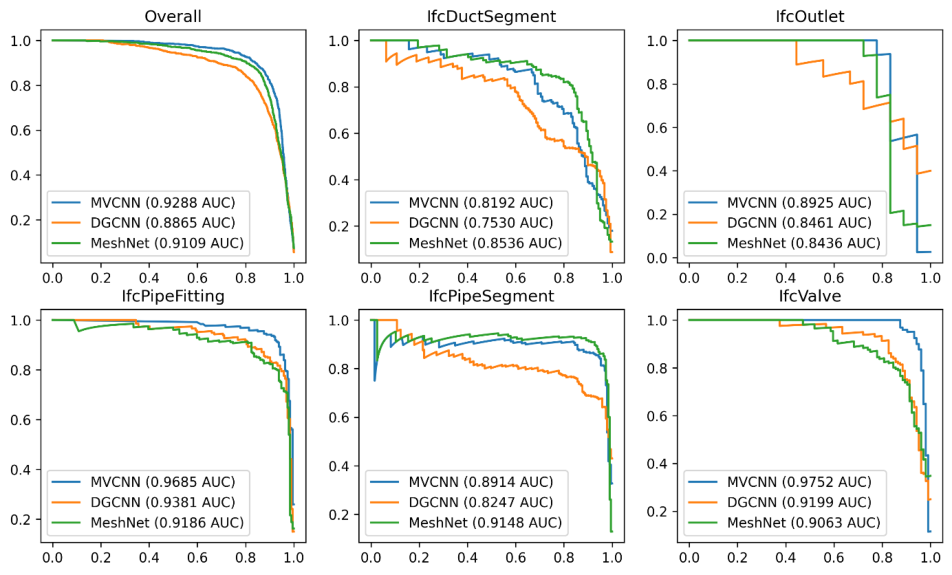 Overall
1.0
0.8
0.6
0.4
0.2
MVCNN (0.9288 AUC)
DGCNN (0.8865 AUC)
MeshNet (0.9109 AUC)
0.0 0.2 0.4 0.6 0.8 1.0
IfcDuctSegment
1.0
0.8
0.6
0.4
0.2
MVCNN (0.8192 AUC)
DGCNN (0.7530 AUC)
MeshNet (0.8536 AUC)
0.0 0.2 0.4 0.6 0.8 1.0
IfcOutlet
1.0
0.8
0.6
0.4
0.2
0.0
MVCNN (0.8925 AUC)
DGCNN (0.8461 AUC)
MeshNet (0.8436 AUC)
0.0 0.2 0.4 0.6 0.8 1.0
IfcPipeFitting
1.0
0.8
0.6
0.4
0.2
MVCNN (0.9685 AUC)
DGCNN (0.9381 AUC)
MeshNet (0.9186 AUC)
0.0 0.2 0.4 0.6 0.8 1.0
IfcPipeSegment
1.0
0.8
0.6
0.4
0.2
MVCNN (0.8914 AUC)
DGCNN (0.8247 AUC)
MeshNet (0.9148 AUC)
0.0 0.2 0.4 0.6 0.8 1.0
IfcValve
1.0
0.8
0.6
0.4
0.2
MVCNN (0.9752 AUC)
DGCNN (0.9199 AUC)
MeshNet (0.9063 AUC)
0.0 0.2 0.4 0.6 0.8 1.0